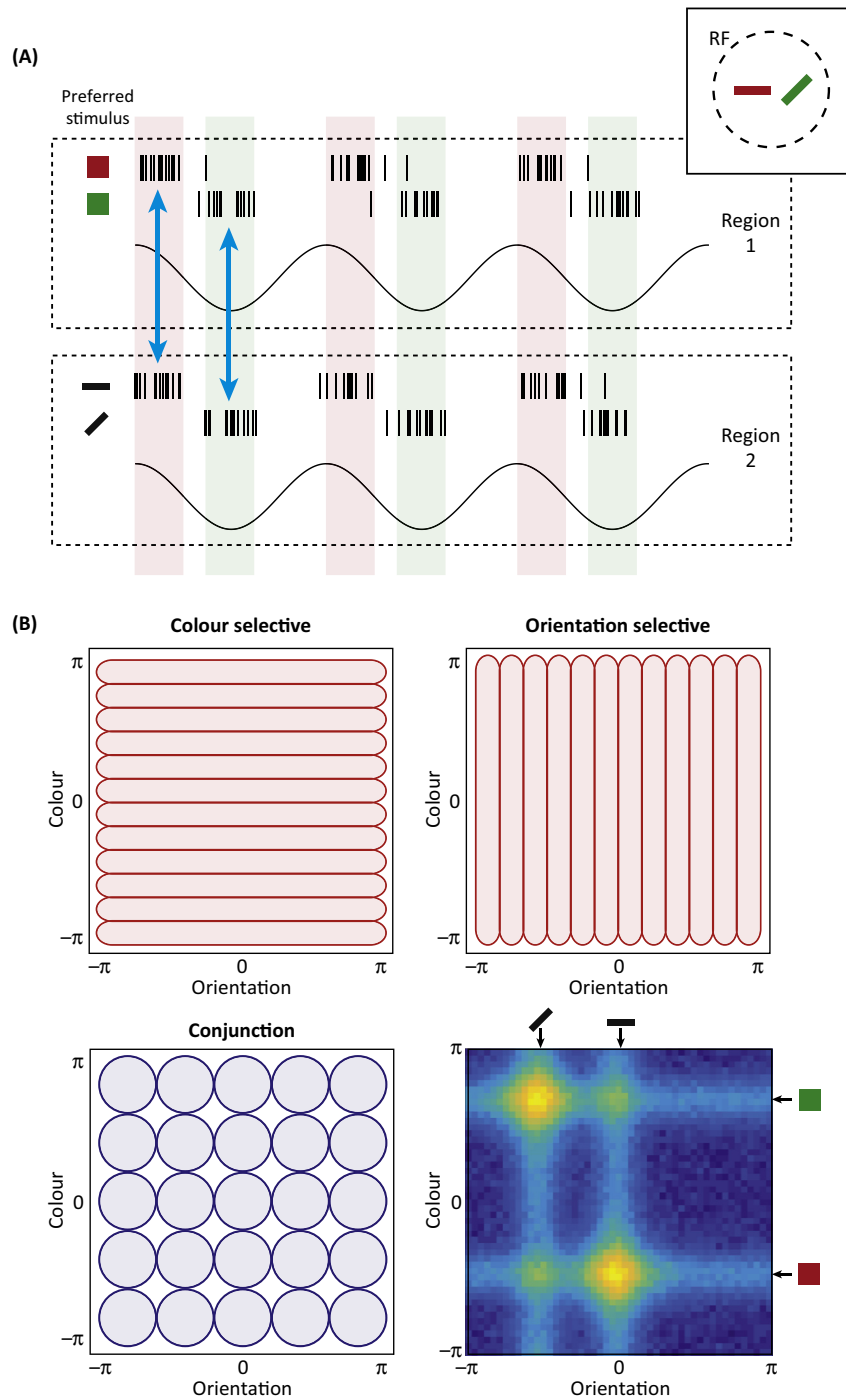 (A)
RF
Preferred
stimulus
Region
1
Region
2
(B)
Colour selective
π
0
−π
Colour
−π 0 π
Orientation
Orientation selective
π
0
−π
Colour
−π 0 π
Orientation
Conjunction
π
0
−π
Colour
−π 0 π
Orientation
π
0
−π
Colour
−π 0 π
Orientation